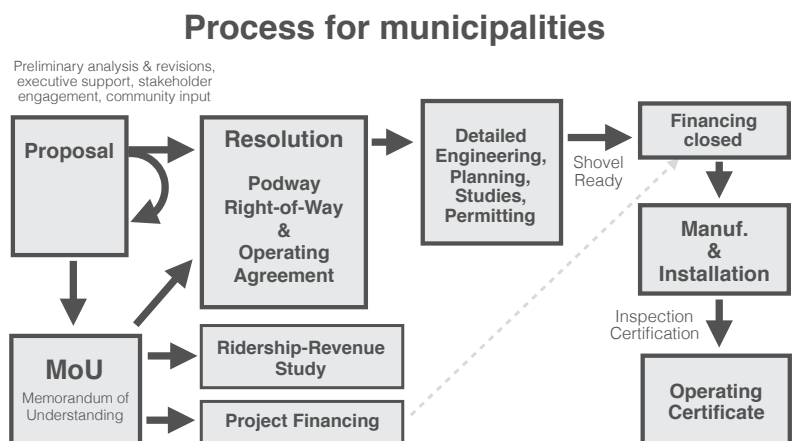 Process for municipalities
Preliminary analysis & revisions,
executive support, stakeholder
engagement, community input
Proposal
Resolution
Podway
Right-of-Way
&
Operating
Agreement
Detailed
Engineering,
Planning,
Studies,
Permitting
Shovel
Ready
Financing
closed
Manuf.
&
Installation
Inspection
Certification
Operating
Certificate
MoU
Memorandum of
Understanding
Ridership-Revenue
Study
Project Financing